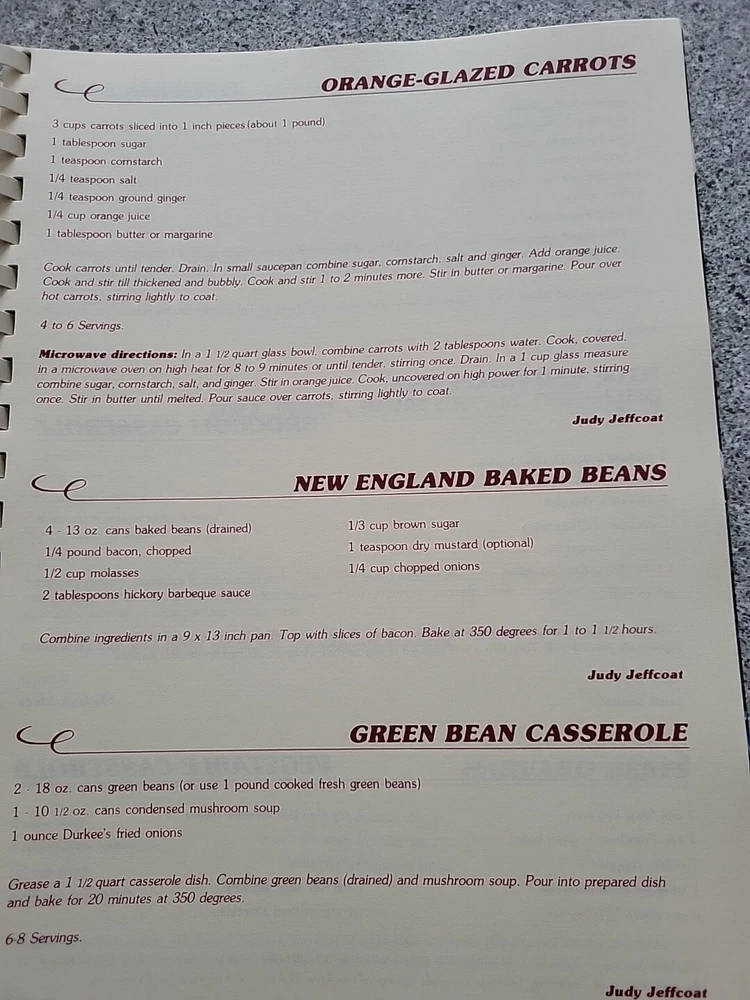 ORANGE-GLAZED CARROTS
3 cups carrots sliced into 1 inch pieces (about 1 pound)
1 tablespoon sugar
1 teaspoon cornstarch
1/4 teaspoon salt
1/4 teaspoon ground ginger
1/4 cup orange juice
1 tablespoon butter or margarine
Cook carrots until tender. Drain. In small saucepan combine sugar, cornstarch, salt and ginger. Add orange juice.
Cook and stir till thickened and bubbly. Cook and stir 1 to 2 minutes more. Stir in butter or margarine. Pour over
hot carrots, stirring lightly to coat.
4 to 6 Servings.
Microwave directions: In a 1 1/2 quart glass bowl, combine carrots with 2 tablespoons water. Cook, covered,
in a microwave oven on high heat for 8 to 9 minutes or until tender, stirring once. Drain. In a 1 cup glass measure
combine sugar, cornstarch, salt, and ginger. Stir in orange juice. Cook, uncovered on high power for 1 minute, stirring
once. Stir in butter until melted. Pour sauce over carrots, stirring lightly to coat.
Judy Jeffcoat
NEW ENGLAND BAKED BEANS
4 - 13 oz. cans baked beans (drained)
1/4 pound bacon, chopped
1/2 cup molasses
2 tablespoons hickory barbeque sauce
1/3 cup brown sugar
1 teaspoon dry mustard (optional)
1/4 cup chopped onions
Combine ingredients in a 9 x 13 inch pan. Top with slices of bacon. Bake at 350 degrees for 1 to 1 1/2 hours.
Judy Jeffcoat
GREEN BEAN CASSEROLE
2 - 18 oz. cans green beans (or use 1 pound cooked fresh green beans)
1 - 10 1/2 oz. cans condensed mushroom soup
1 ounce Durkee's fried onions
Grease a 1 1/2 quart casserole dish. Combine green beans (drained) and mushroom soup. Pour into prepared dish
and bake for 20 minutes at 350 degrees.
6-8 Servings.
Judy Jeffcoat